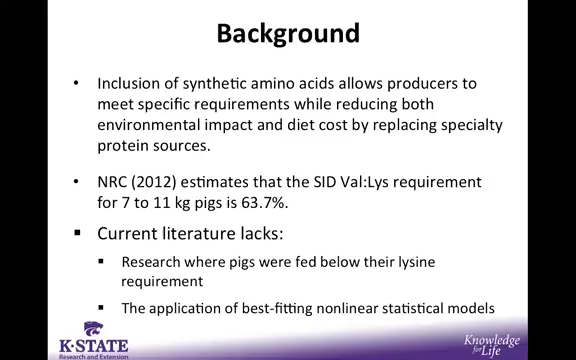 Background
• Inclusion of synthetic amino acids allows producers to
meet specific requirements while reducing both
environmental impact and diet cost by replacing specialty
protein sources.
• NRC (2012) estimates that the SID Val:Lys requirement
for 7 to 11 kg pigs is 63.7%.
▪ Current literature lacks:
▪ Research where pigs were fed below their lysine
requirement
▪ The application of best-fitting nonlinear statistical models
K-STATE
Research and Extension
Knowledge
for Life